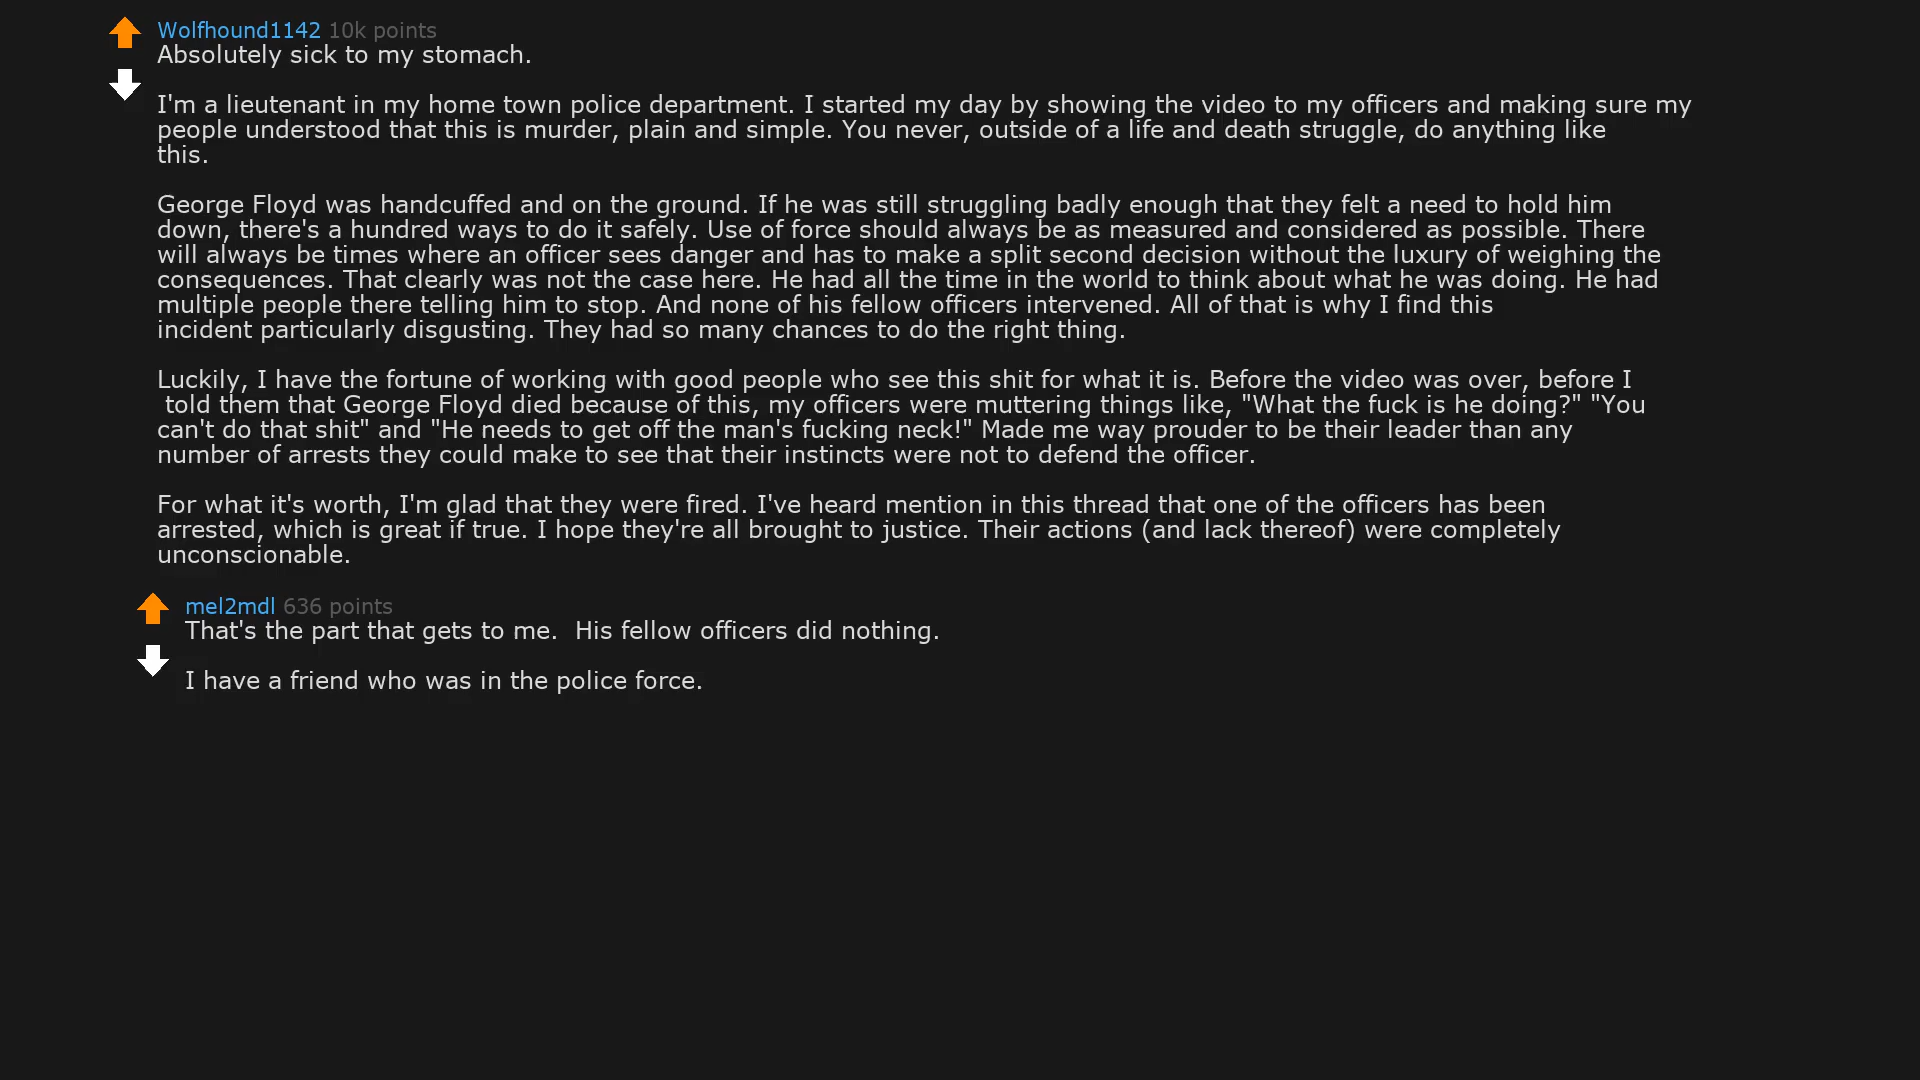 Wolfhound1142 10k points
Absolutely sick to my stomach.
I'm a lieutenant in my home town police department. I started my day by showing the video to my officers and making sure my
people understood that this is murder, plain and simple. You never, outside of a life and death struggle, do anything like
this.
George Floyd was handcuffed and on the ground. If he was still struggling badly enough that they felt a need to hold him
down, there's a hundred ways to do it safely. Use of force should always be as measured and considered as possible. There
will always be times where an officer sees danger and has to make a split second decision without the luxury of weighing the
consequences. That clearly was not the case here. He had all the time in the world to think about what he was doing. He had
multiple people there telling him to stop. And none of his fellow officers intervened. All of that is why I find this
incident particularly disgusting. They had so many chances to do the right thing.
Luckily, I have the fortune of working with good people who see this shit for what it is. Before the video was over, before I
told them that George Floyd died because of this, my officers were muttering things like, "What the fuck is he doing?" "You
can't do that shit" and "He needs to get off the man's fucking neck!" Made me way prouder to be their leader than any
number of arrests they could make to see that their instincts were not to defend the officer.
For what it's worth, I'm glad that they were fired. I've heard mention in this thread that one of the officers has been
arrested, which is great if true. I hope they're all brought to justice. Their actions (and lack thereof) were completely
unconscionable.
mel2mdl 636 points
That's the part that gets to me.  His fellow officers did nothing.
I have a friend who was in the police force.